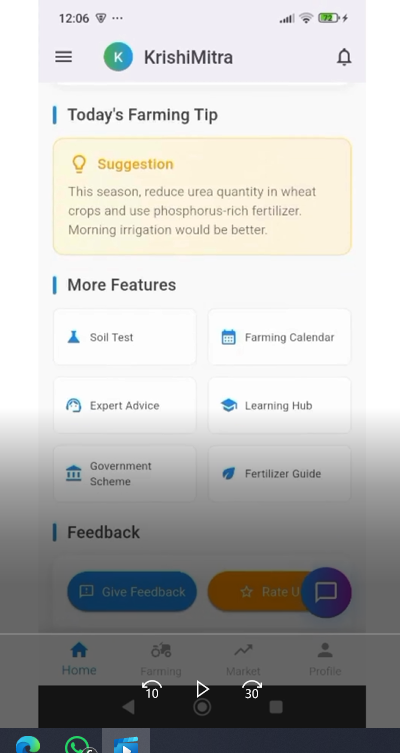 12:06
72
K KrishiMitra
Today's Farming Tip
Suggestion
This season, reduce urea quantity in wheat
crops and use phosphorus-rich fertilizer.
Morning irrigation would be better.
More Features
Soil Test
Farming Calendar
Expert Advice
Learning Hub
Government
Scheme
Fertilizer Guide
Feedback
Give Feedback
Rate U
Home
Farming
Market
Profile
10
30